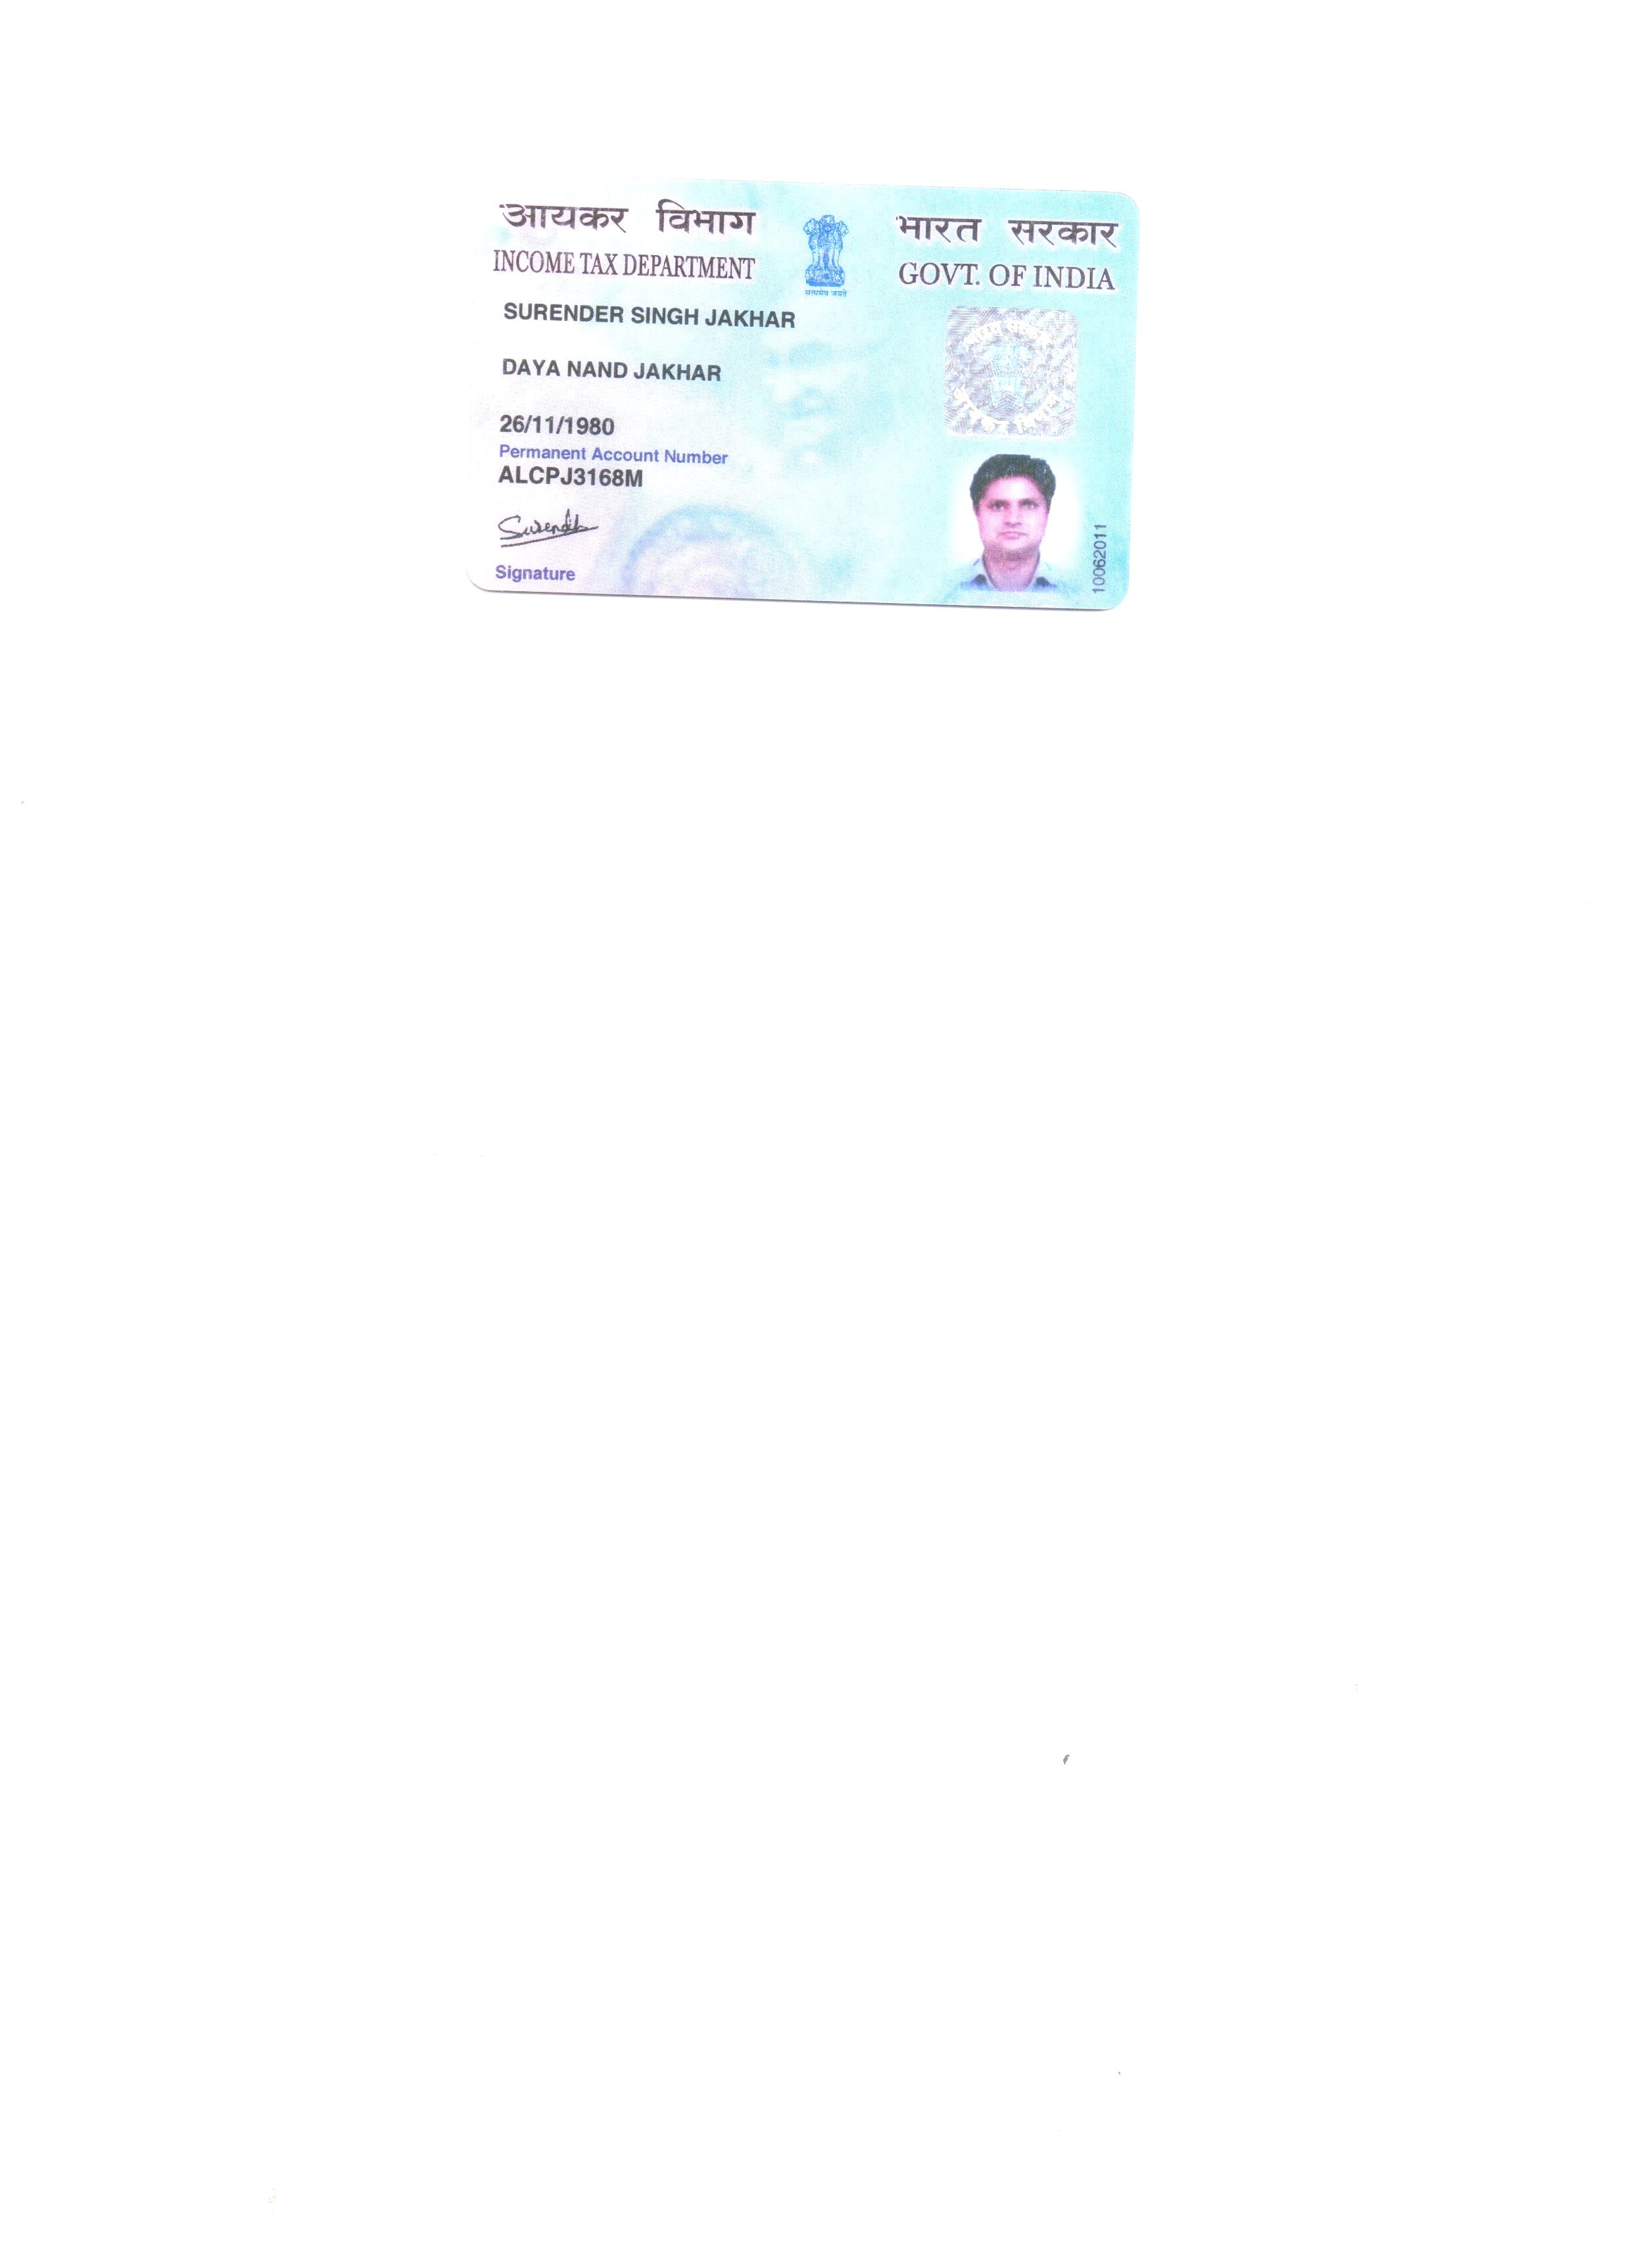 आयकर विभाग
INCOME TAX DEPARTMENT
भारत सरकार
GOVT. OF INDIA
सत्यमेव जयते
SURENDER SINGH JAKHAR
DAYA NAND JAKHAR
26/11/1980
Permanent Account Number
ALCPJ3168M
Signature
10062011